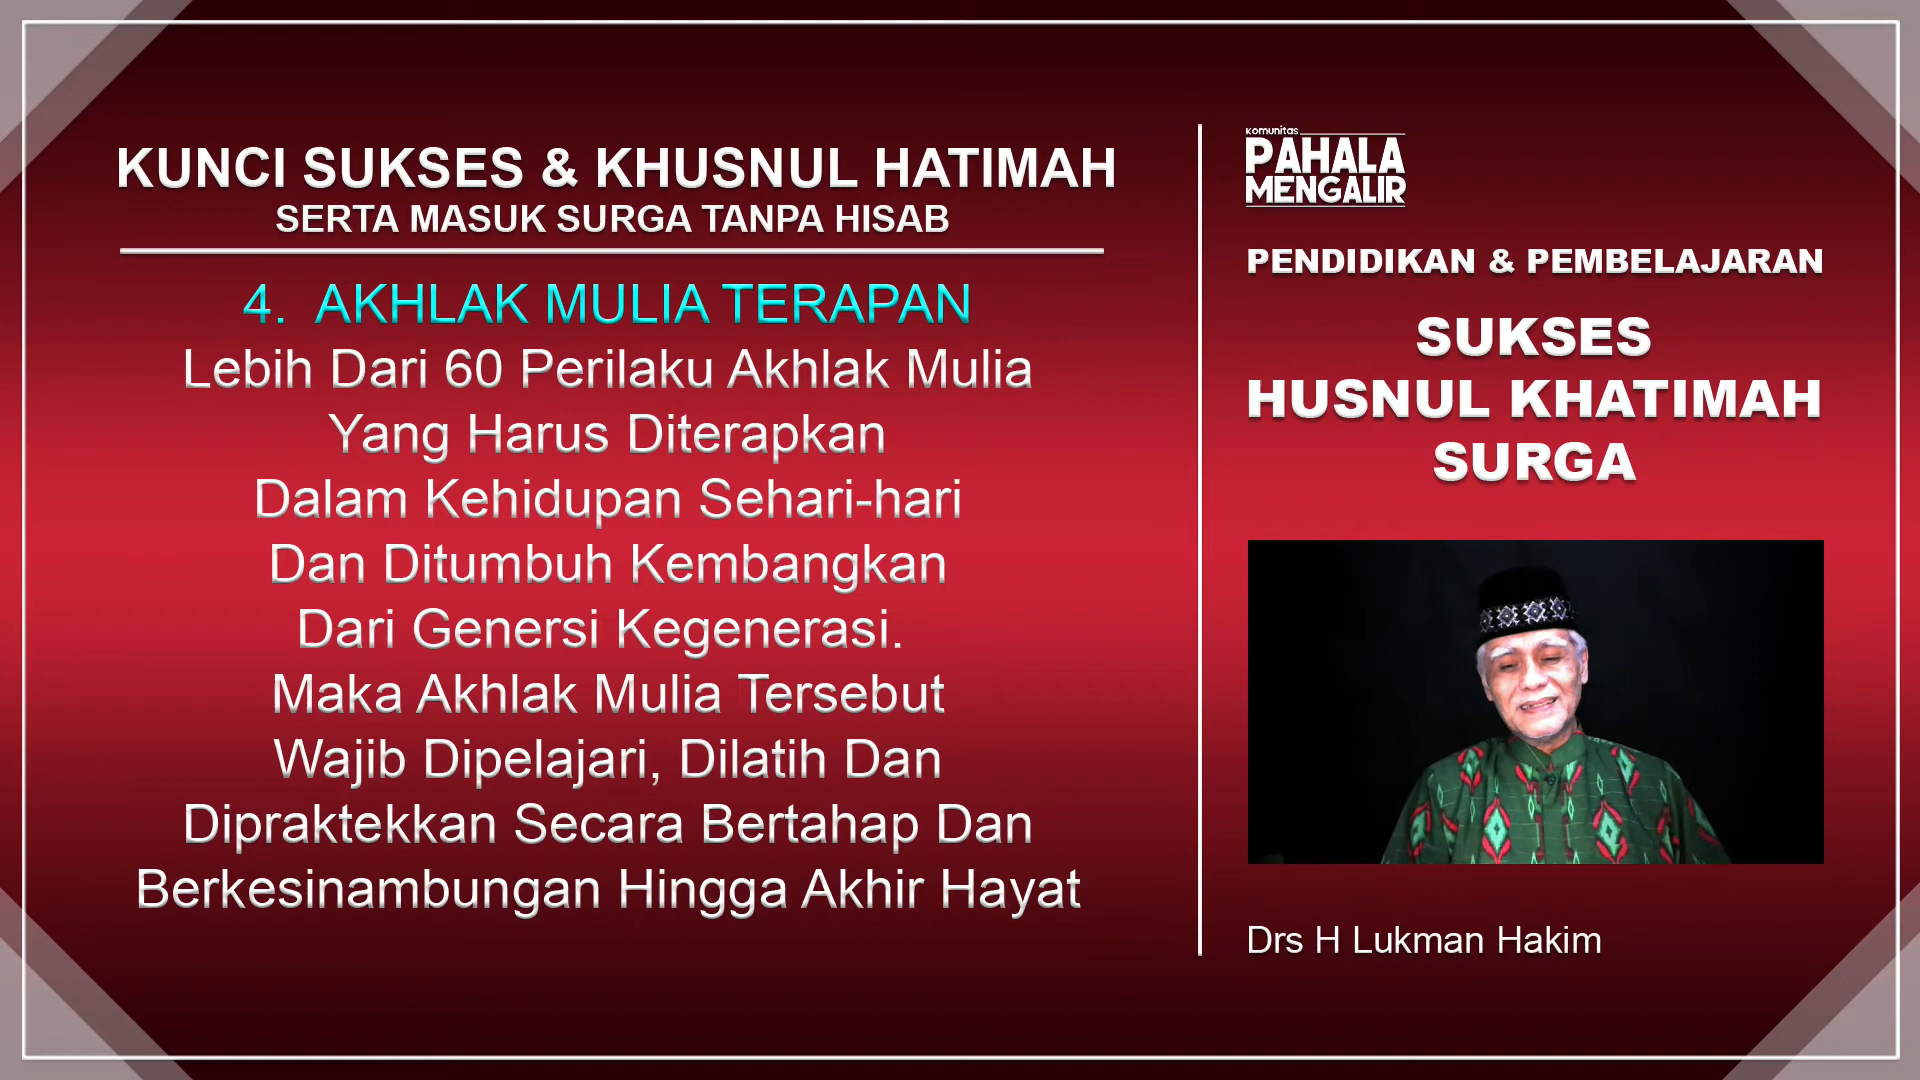 KUNCI SUKSES & KHUSNUL HATIMAH
SERTA MASUK SURGA TANPA HISAB
4. AKHLAK MULIA TERAPAN
Lebih Dari 60 Perilaku Akhlak Mulia
Yang Harus Diterapkan
Dalam Kehidupan Sehari-hari
Dan Ditumbuh Kembangkan
Dari Genersi Kegenerasi.
Maka Akhlak Mulia Tersebut
Wajib Dipelajari, Dilatih Dan
Dipraktekkan Secara Bertahap Dan
Berkesinambungan Hingga Akhir Hayat
Komunitas
PAHALA
MENGALIR
PENDIDIKAN & PEMBELAJARAN
SUKSES
HUSNUL KHATIMAH
SURGA
Drs H Lukman Hakim